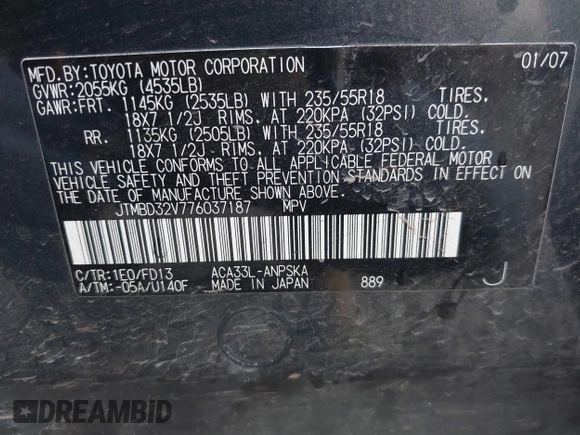 MFD.BY:TOYOTA MOTOR CORPORATION 01/07
GVWR:2055KG (4535LB)
GAWR:FRT. 1145KG (2535LB) WITH 235/55R18 TIRES,
18X7 1/2J RIMS, AT 220KPA (32PSI) COLD.
RR. 1135KG (2505LB) WITH 235/55R18 TIRES,
18X7 1/2J RIMS, AT 220KPA (32PSI) COLD.
THIS VEHICLE CONFORMS TO ALL APPLICABLE FEDERAL MOTOR
VEHICLE SAFETY AND THEFT PREVENTION STANDARDS IN EFFECT ON
THE DATE OF MANUFACTURE SHOWN ABOVE.
JTMBD32V776037187 MPV
C/TR:1E0/FD13 ACA33L-ANPSKA
A/TM:-05A/U140F MADE IN JAPAN 889 J
DREAMBID